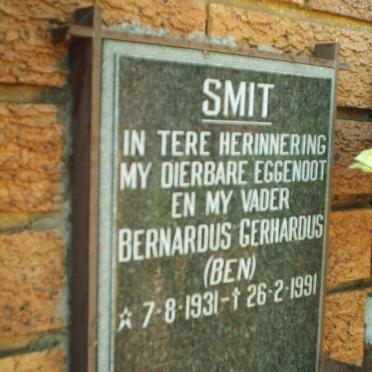 SMIT
IN TERE HERINNERING
MY DIERBARE EGGENOOT
EN MY VADER
BERNARDUS GERHARDUS
(BEN)
☆ 7-8-1931-✝ 26-2-1991